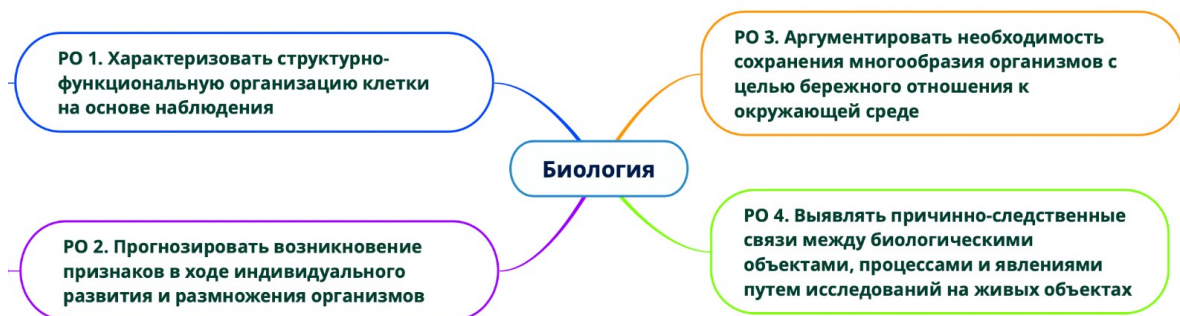 РО 1. Характеризовать структурно-
функциональную организацию клетки
на основе наблюдения
РО 3. Аргументировать необходимость
сохранения многообразия организмов с
целью бережного отношения к
окружающей среде
Биология
РО 2. Прогнозировать возникновение
признаков в ходе индивидуального
развития и размножения организмов
РО 4. Выявлять причинно-следственные
связи между биологическими
объектами, процессами и явлениями
путем исследований на живых объектах